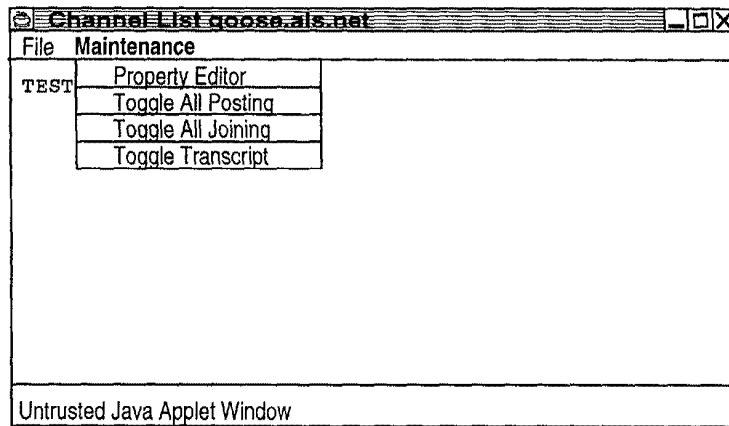 Channel List goose.als.net
File Maintenance
TEST Property Editor
Toggle All Posting
Toggle All Joining
Toggle Transcript
Untrusted Java Applet Window